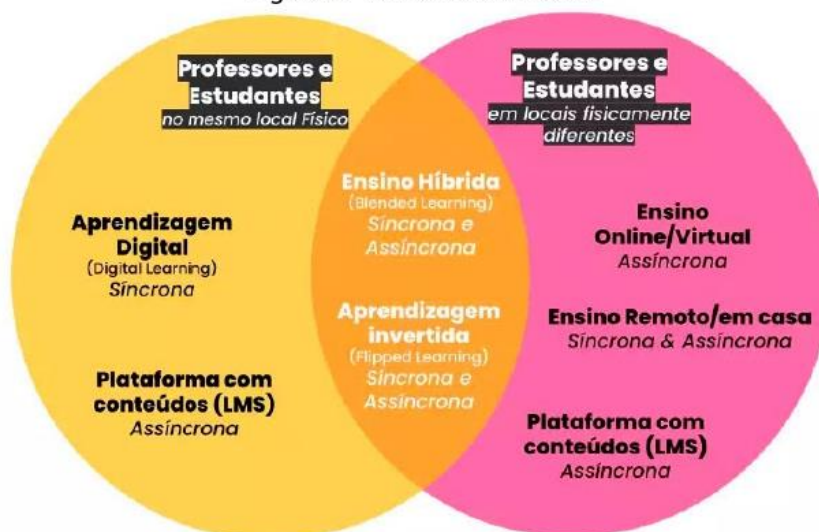 Professores e
Estudantes
no mesmo local Físico
Aprendizagem
Digital
(Digital Learning)
Síncrona
Plataforma com
conteúdos (LMS)
Assíncrona
Ensino Híbrida
(Blended Learning)
Síncrona e
Assíncrona
Aprendizagem
invertida
(Flipped Learning)
Síncrona e
Assíncrona
Professores e
Estudantes
em locais fisicamente
diferentes
Ensino
Online/Virtual
Assíncrona
Ensino Remoto/em casa
Síncrona & Assíncrona
Plataforma com
conteúdos (LMS)
Assíncrona